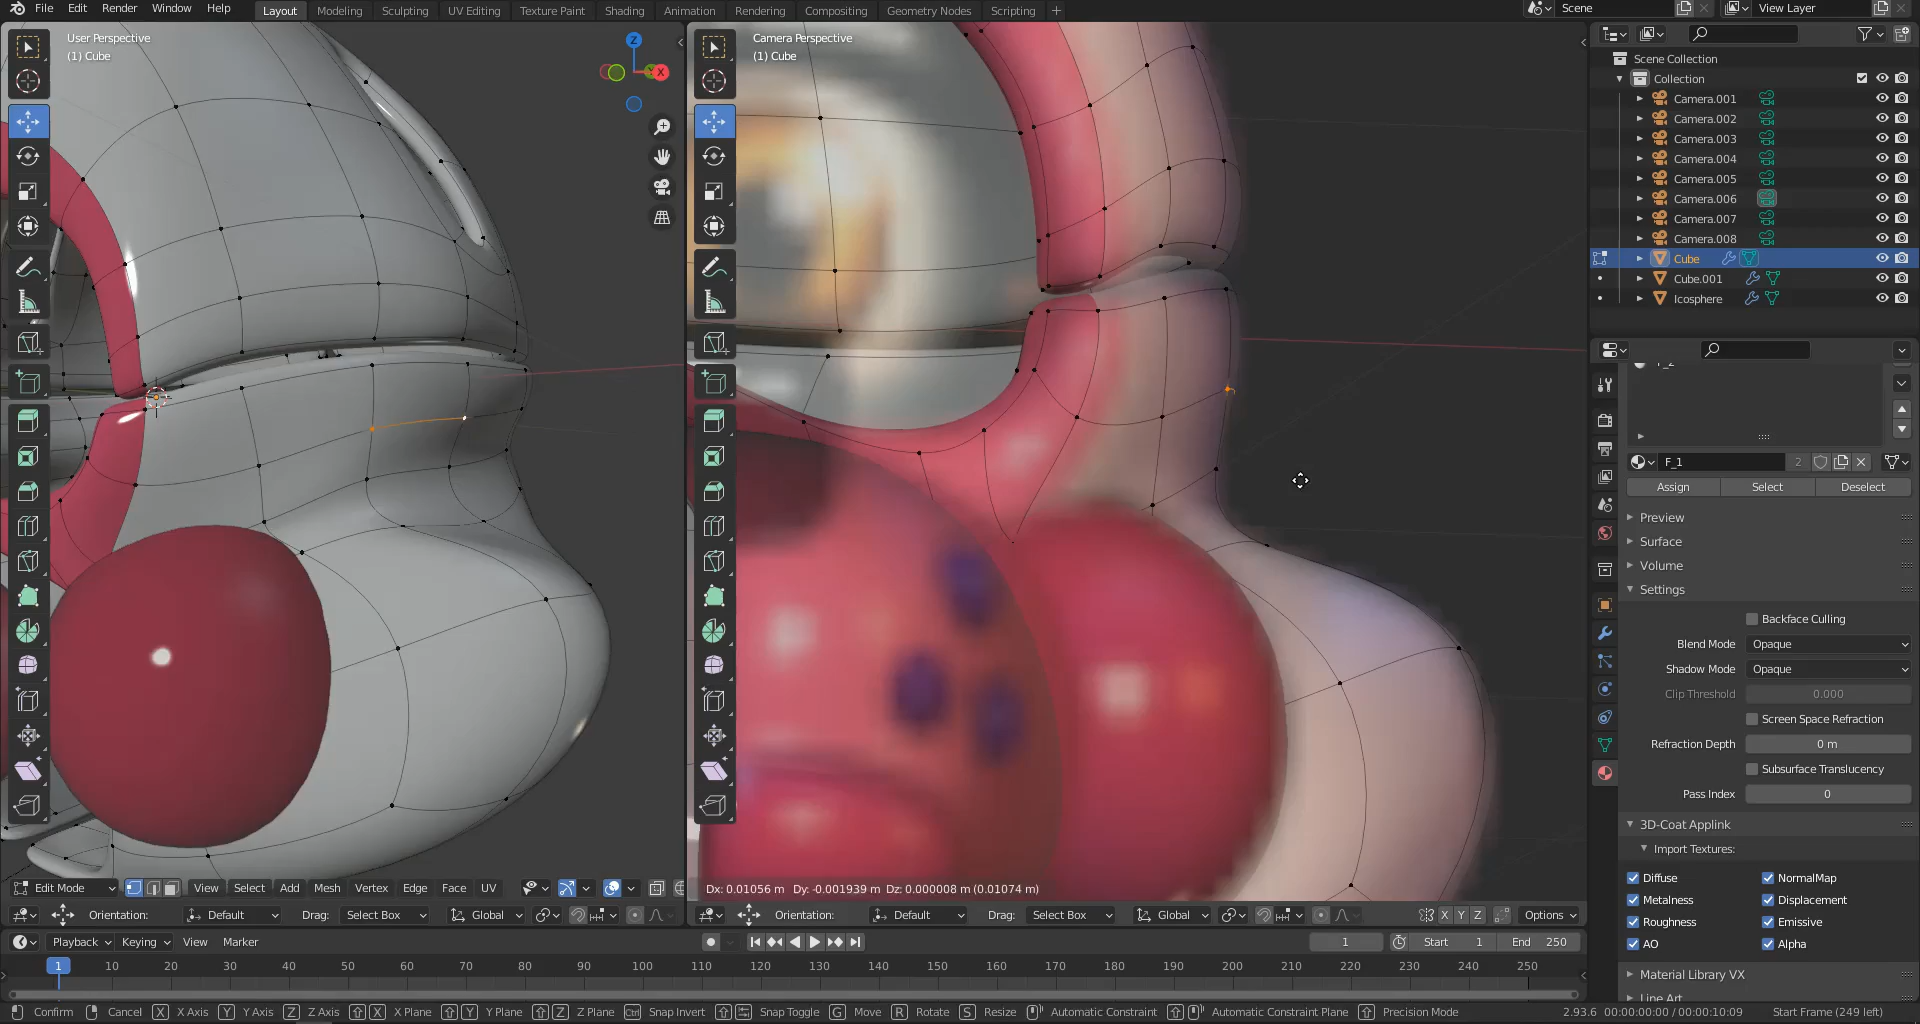 File Edit Render Window Help Layout Modeling Sculpting UV Editing Texture Paint Shading Animation Rendering Compositing Geometry Nodes Scripting + Scene View Layer
User Perspective
(1) Cube
Z
Y
X
Camera Perspective
(1) Cube
Scene Collection
Collection
Camera.001
Camera.002
Camera.003
Camera.004
Camera.005
Camera.006
Camera.007
Camera.008
Cube
Cube.001
Icosphere
F_1 2
Assign Select Deselect
Preview
Surface
Volume
Settings
Backface Culling
Blend Mode Opaque
Shadow Mode Opaque
Clip Threshold 0.000
Screen Space Refraction
Refraction Depth 0 m
Subsurface Translucency
Pass Index 0
3D-Coat Applink
Import Textures:
Diffuse NormalMap
Metalness Displacement
Roughness Emissive
AO Alpha
Material Library VX
Line Art
Edit Mode View Select Add Mesh Vertex Edge Face UV
Dx: 0.01056 m Dy: -0.001939 m Dz: 0.000008 m (0.01074 m)
Orientation: Default Drag: Select Box Global
Orientation: Default Drag: Select Box Global X Y Z Options
Playback Keying View Marker 1 Start 1 End 250
1 10 20 30 40 50 60 70 80 90 100 110 120 130 140 150 160 170 180 190 200 210 220 230 240 250
Confirm Cancel X X Axis Y Y Axis Z Z Axis X X Plane Y Y Plane Z Z Planes Ctrl Snap Invert Snap Toggle G Move R Rotate S Resize Automatic Constraint Automatic Constraint Plane Precision Mode 2.93.6 00:00:00:00 / 00:00:10:09 Start Frame (249 left)